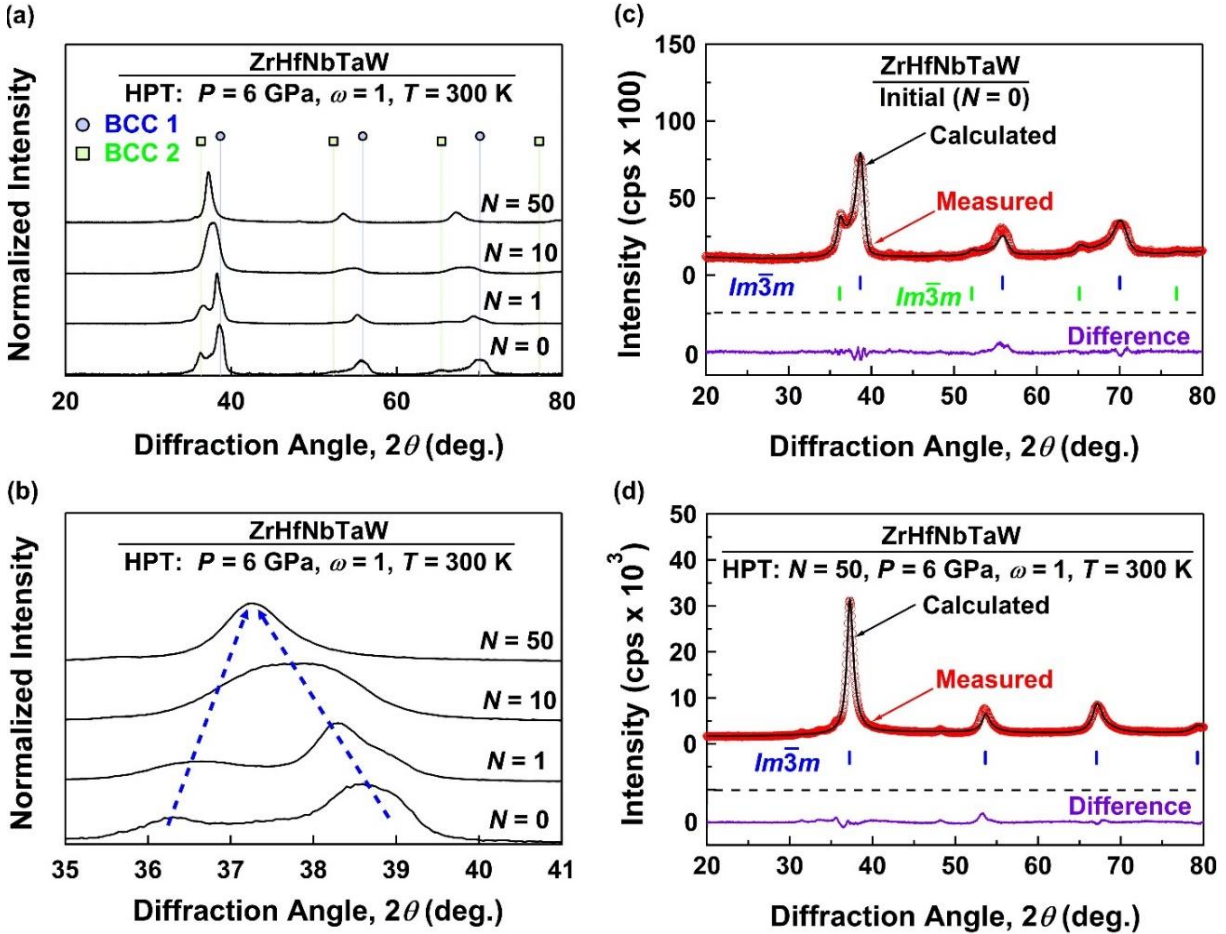 (a)
ZrHfNbTaW
HPT: P = 6 GPa, ω = 1, T = 300 K
BCC 1
BCC 2
N = 50
N = 10
N = 1
N = 0
Normalized Intensity
20 40 60 80
Diffraction Angle, 2θ (deg.)
(b)
ZrHfNbTaW
HPT: P = 6 GPa, ω = 1, T = 300 K
N = 50
N = 10
N = 1
N = 0
Normalized Intensity
35 36 37 38 39 40 41
Diffraction Angle, 2θ (deg.)
(c)
150
100
50
0
0
Intensity (cps x 100)
ZrHfNbTaW
Initial (N = 0)
Calculated
Measured
Im3̅m
Im3̅m
Difference
20 30 40 50 60 70 80
Diffraction Angle, 2θ (deg.)
(d)
50
40
30
20
10
0
0
Intensity (cps x 10³)
ZrHfNbTaW
HPT: N = 50, P = 6 GPa, ω = 1, T = 300 K
Calculated
Measured
Im3̅m
Difference
20 30 40 50 60 70 80
Diffraction Angle, 2θ (deg.)